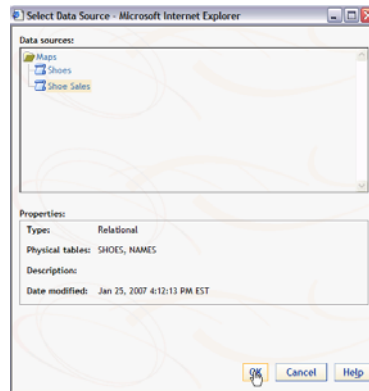 Select Data Source - Microsoft Internet Explorer
Data sources:
Maps
Shoes
Shoe Sales
Properties:
Type: Relational
Physical tables: SHOES, NAMES
Description:
Date modified: Jan 25, 2007 4:12:13 PM EST
OK Cancel Help